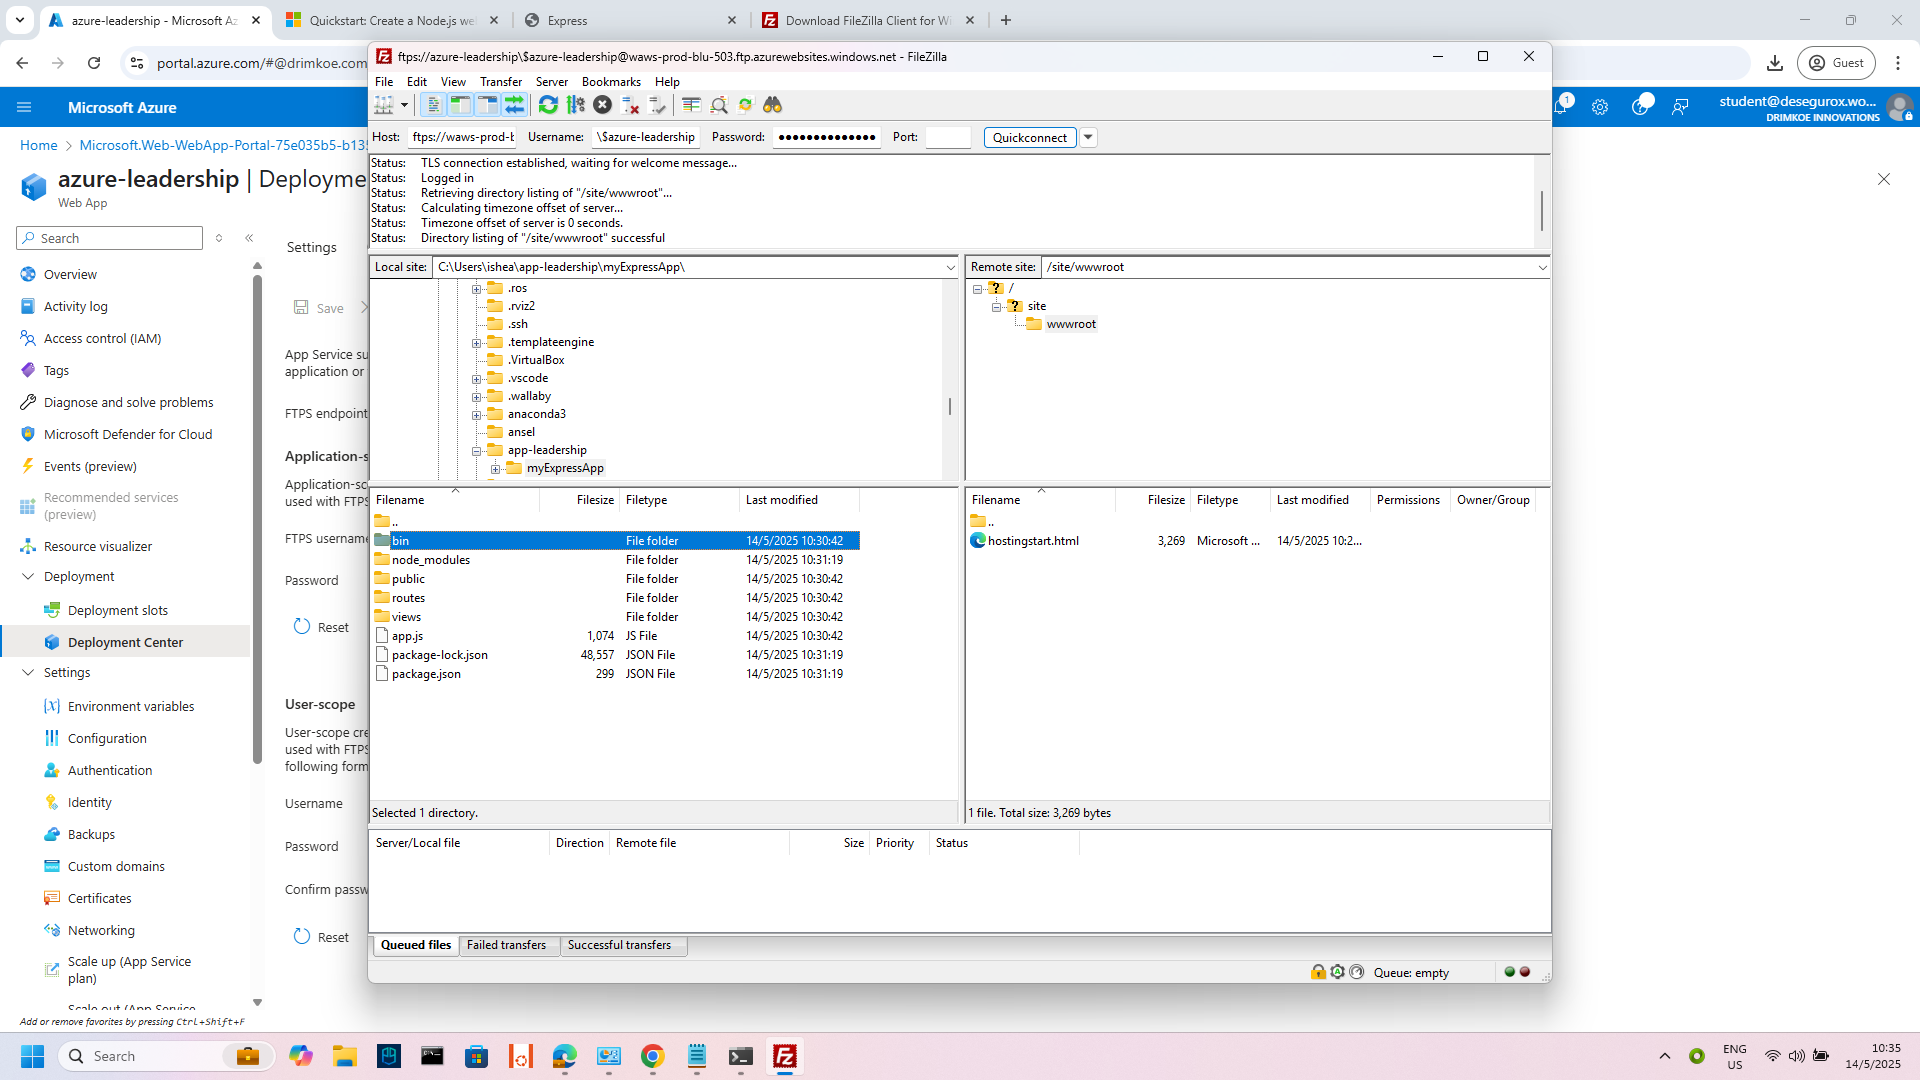 azure-leadership - Microsoft Az
Quickstart: Create a Node.js we
Express
Download FileZilla Client for Wi
portal.azure.com/#@drimkoe.com
Guest
ftps://azure-leadership\$azure-leadership@waws-prod-blu-503.ftp.azurewebsites.windows.net - FileZilla
File Edit View Transfer Server Bookmarks Help
Microsoft Azure
1
student@desegurox.wo...
DRIMKOE INNOVATIONS
Host: ftps://waws-prod-b Username: \$azure-leadership Password: ●●●●●●●●●●●●●● Port: Quickconnect
Home > Microsoft.Web-WebApp-Portal-75e035b5-b135
azure-leadership | Deployme
Web App
Status: TLS connection established, waiting for welcome message...
Status: Logged in
Status: Retrieving directory listing of "/site/wwwroot"...
Status: Calculating timezone offset of server...
Status: Timezone offset of server is 0 seconds.
Status: Directory listing of "/site/wwwroot" successful
Search
Overview
Activity log
Access control (IAM)
Tags
Diagnose and solve problems
Microsoft Defender for Cloud
Events (preview)
Recommended services
(preview)
Resource visualizer
Deployment
Deployment slots
Deployment Center
Settings
Environment variables
Configuration
Authentication
Identity
Backups
Custom domains
Certificates
Networking
Scale up (App Service
plan)
Scale out (App Service
Add or remove favorites by pressing Ctrl+Shift+F
Settings
Save
App Service su
application or
FTPS endpoint
Application-s
Application-sc
used with FTPS
FTPS username
Password
Reset
User-scope
User-scope cre
used with FTPS
following form
Username
Password
Confirm passw
Reset
Local site: C:\Users\ishea\app-leadership\myExpressApp\
.ros
.rviz2
.ssh
.templateengine
.VirtualBox
.vscode
.wallaby
anaconda3
ansel
app-leadership
myExpressApp
Remote site: /site/wwwroot
/
site
wwwroot
Filename Filesize Filetype Last modified
..
bin File folder 14/5/2025 10:30:42
node_modules File folder 14/5/2025 10:31:19
public File folder 14/5/2025 10:30:42
routes File folder 14/5/2025 10:30:42
views File folder 14/5/2025 10:30:42
app.js 1,074 JS File 14/5/2025 10:30:42
package-lock.json 48,557 JSON File 14/5/2025 10:31:19
package.json 299 JSON File 14/5/2025 10:31:19
Selected 1 directory.
Filename Filesize Filetype Last modified Permissions Owner/Group
..
hostingstart.html 3,269 Microsoft ... 14/5/2025 10:2...
1 file. Total size: 3,269 bytes
Server/Local file Direction Remote file Size Priority Status
Queued files Failed transfers Successful transfers
Queue: empty
Search
ENG
US
10:35
14/5/2025